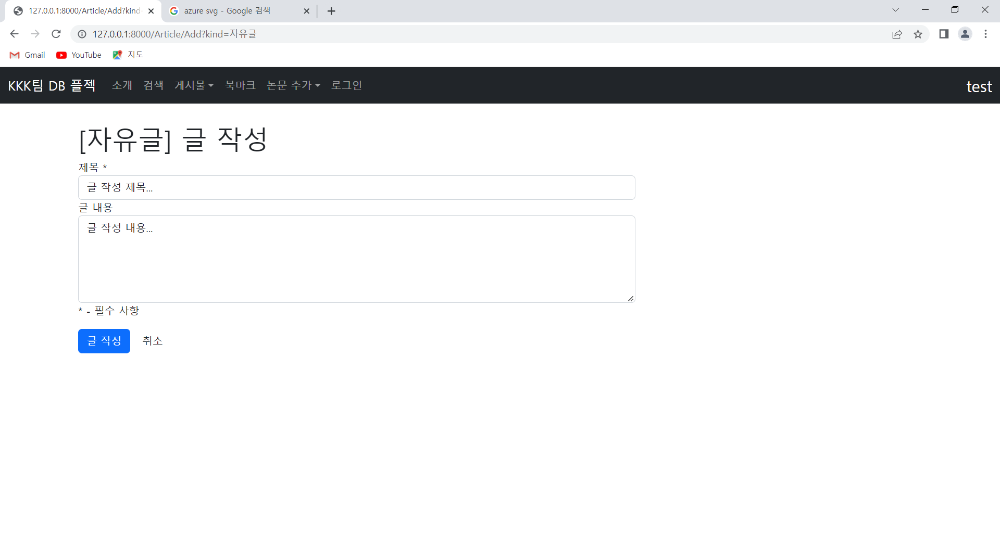 127.0.0.1:8000/Article/Add?kind=
azure svg - Google 검색
127.0.0.1:8000/Article/Add?kind=자유글
Gmail YouTube 지도
KKK팀 DB 플젝 소개 검색 게시물 북마크 논문 추가 로그인 test
[자유글] 글 작성
제목 *
글 작성 제목...
글 내용
글 작성 내용...
* - 필수 사항
글 작성 취소